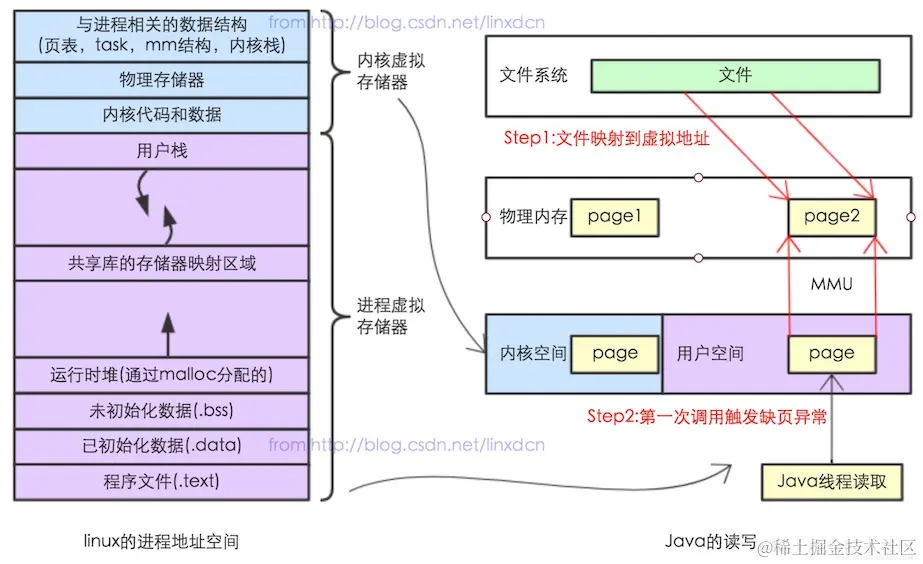 与进程相关的数据结构
(页表，task，mm结构，内核栈)
物理存储器
内核代码和数据
用户栈
共享库的存储器映射区域
运行时堆(通过malloc分配的)
未初始化数据(.bss)
已初始化数据(.data)
程序文件(.text)
linux的进程地址空间
from http://blog.csdn.net/linxdcn
内核虚拟
存储器
进程虚拟
存储器
from http://blog.csdn.net/linxdcn
文件系统
文件
Step1:文件映射到虚拟地址
物理内存
page1
page2
MMU
内核空间
page
用户空间
page
Step2:第一次调用触发缺页异常
Java线程读取
Java的读写
@稀土掘金技术社区